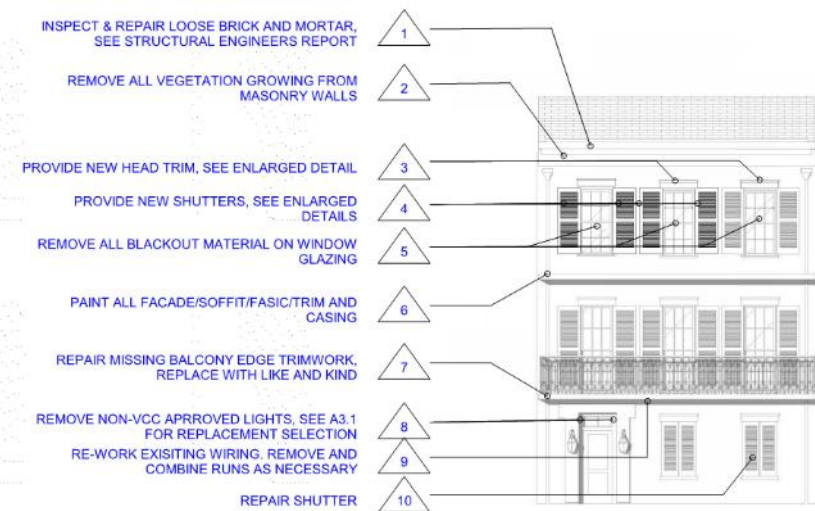 INSPECT & REPAIR LOOSE BRICK AND MORTAR,
SEE STRUCTURAL ENGINEERS REPORT
1
REMOVE ALL VEGETATION GROWING FROM
MASONRY WALLS
2
PROVIDE NEW HEAD TRIM, SEE ENLARGED DETAIL
3
PROVIDE NEW SHUTTERS, SEE ENLARGED
DETAILS
4
REMOVE ALL BLACKOUT MATERIAL ON WINDOW
GLAZING
5
PAINT ALL FACADE/SOFFIT/FASIC/TRIM AND
CASING
6
REPAIR MISSING BALCONY EDGE TRIMWORK,
REPLACE WITH LIKE AND KIND
7
REMOVE NON-VCC APRROVED LIGHTS, SEE A3.1
FOR REPLACEMENT SELECTION
8
RE-WORK EXISITING WIRING. REMOVE AND
COMBINE RUNS AS NECESSARY
9
REPAIR SHUTTER
10